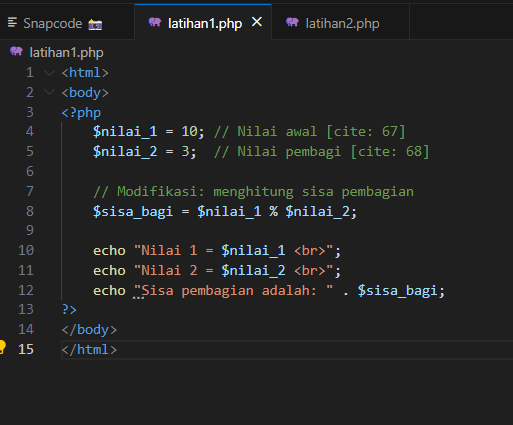 Snapcode 📸 latihan1.php × latihan2.php
latihan1.php
1 <html>
2 <body>
3 <?php
4 $nilai_1 = 10; // Nilai awal [cite: 67]
5 $nilai_2 = 3;  // Nilai pembagi [cite: 68]
6
7 // Modifikasi: menghitung sisa pembagian
8 $sisa_bagi = $nilai_1 % $nilai_2;
9
10 echo "Nilai 1 = $nilai_1 <br>";
11 echo "Nilai 2 = $nilai_2 <br>";
12 echo "Sisa pembagian adalah: " . $sisa_bagi;
13 ?>
14 </body>
15 </html>